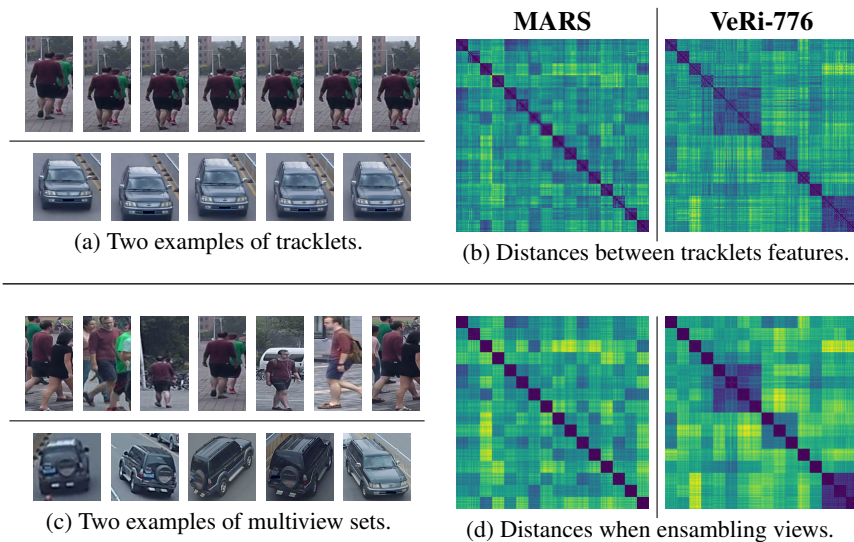 MARS
VeRi-776
(a) Two examples of tracklets.
(b) Distances between tracklets features.
(c) Two examples of multiview sets.
(d) Distances when ensambling views.